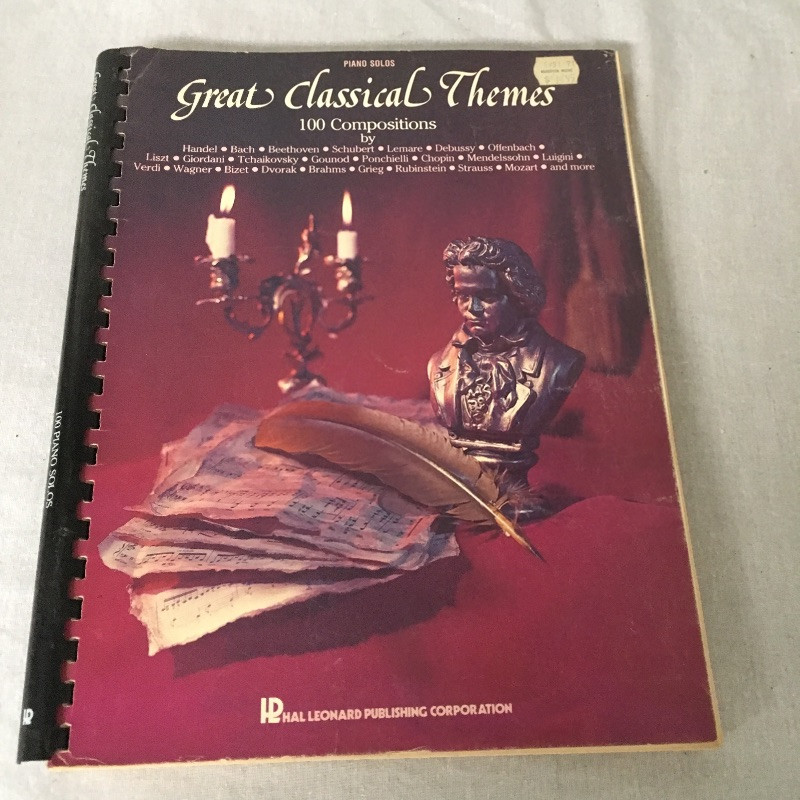 PIANO SOLOS
Great Classical Themes
100 Compositions
by
Handel • Bach • Beethoven • Schubert • Lemare • Debussy • Offenbach •
Liszt • Giordani • Tchaikovsky • Gounod • Ponchielli • Chopin • Mendelssohn • Luigini •
Verdi • Wagner • Bizet • Dvorak • Brahms • Grieg • Rubinstein • Strauss • Mozart • and more
HL HAL LEONARD PUBLISHING CORPORATION
Great Classical Themes
100 PIANO SOLOS
HL